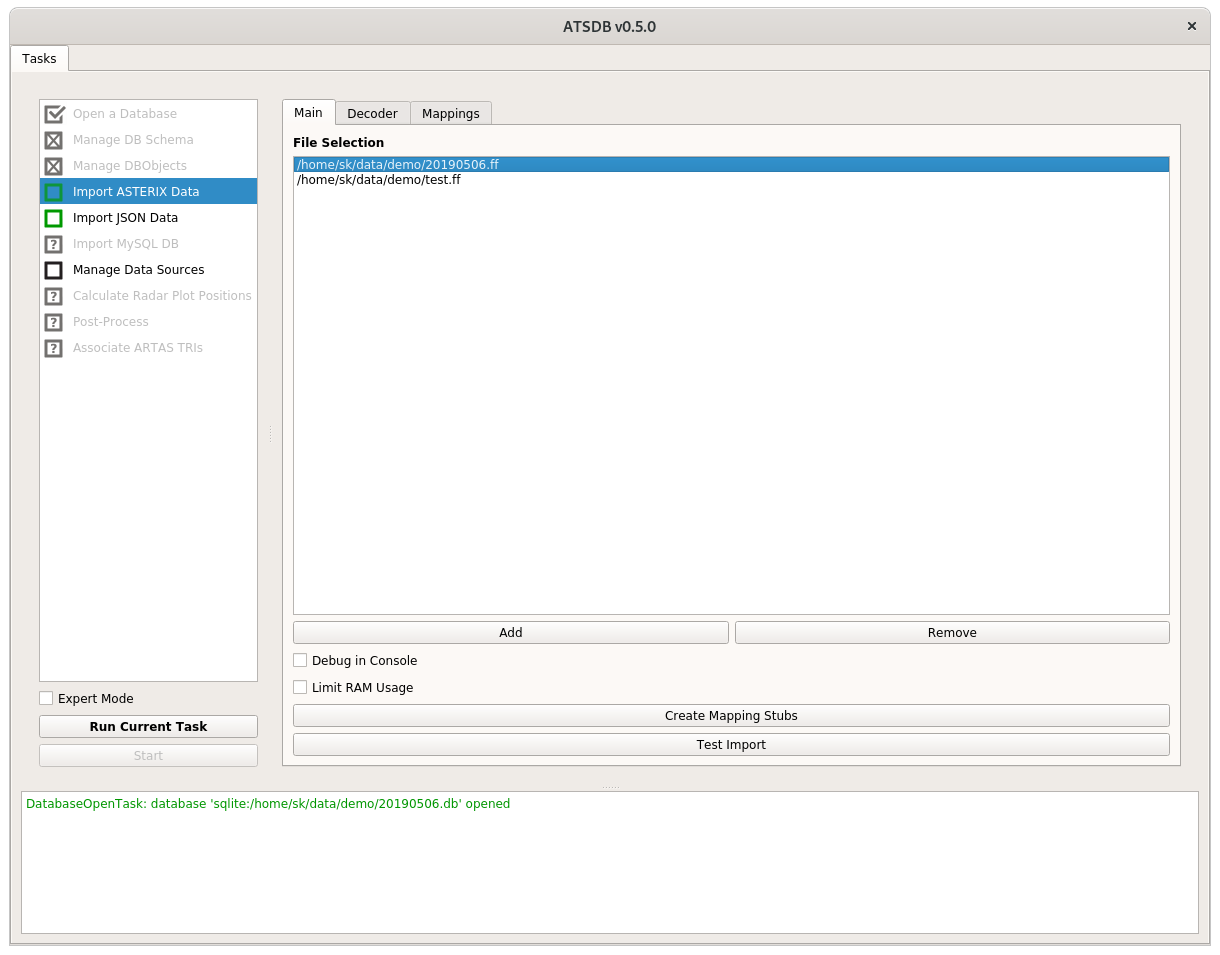 ATSDB v0.5.0
Tasks
Open a Database
Manage DB Schema
Manage DBObjects
Import ASTERIX Data
Import JSON Data
Import MySQL DB
Manage Data Sources
Calculate Radar Plot Positions
Post-Process
Associate ARTAS TRIs
Expert Mode
Run Current Task
Start
Main Decoder Mappings
File Selection
/home/sk/data/demo/20190506.ff
/home/sk/data/demo/test.ff
Add Remove
Debug in Console
Limit RAM Usage
Create Mapping Stubs
Test Import
DatabaseOpenTask: database 'sqlite:/home/sk/data/demo/20190506.db' opened